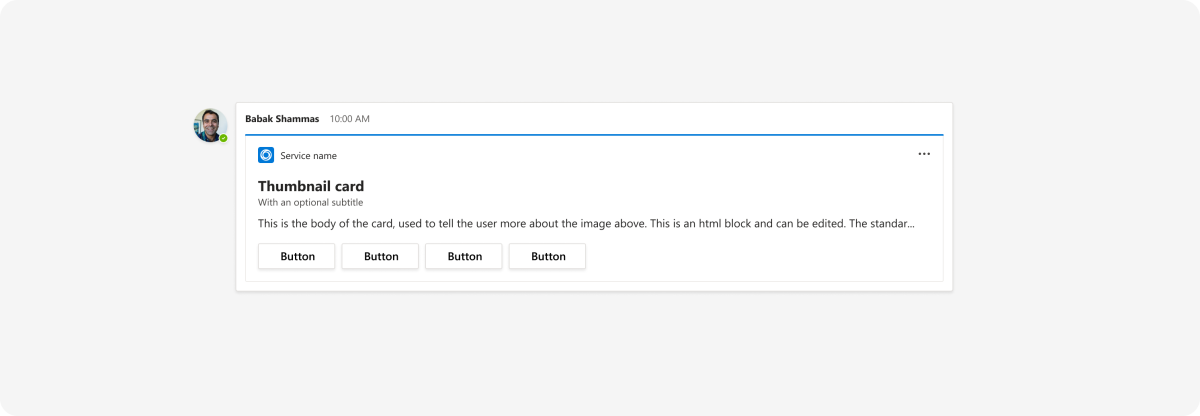 Babak Shammas 10:00 AM
Service name
Thumbnail card
With an optional subtitle
This is the body of the card, used to tell the user more about the image above. This is an html block and can be edited. The standar...
Button Button Button Button